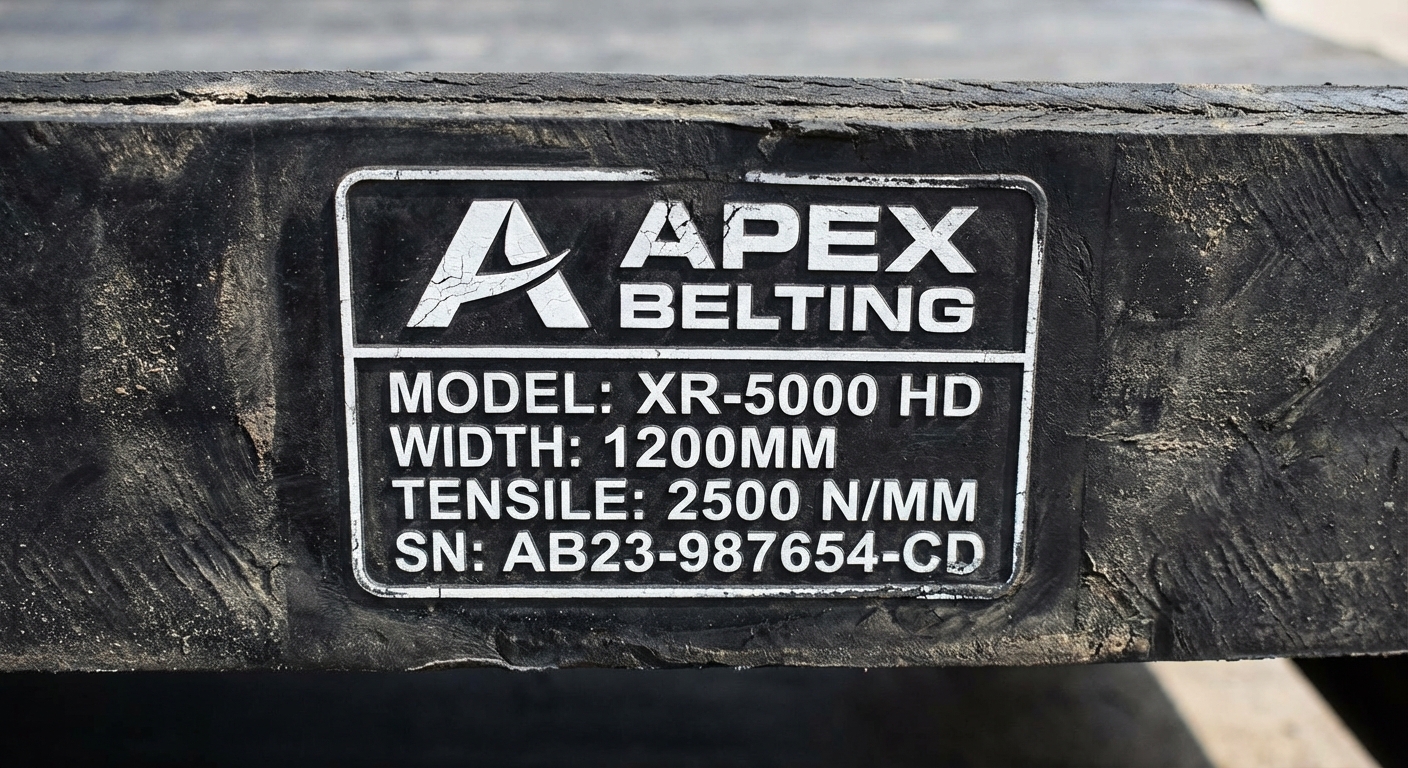 APEX
BELTING
MODEL: XR-5000 HD
WIDTH: 1200MM
TENSILE: 2500 N/MM
SN: AB23-987654-CD